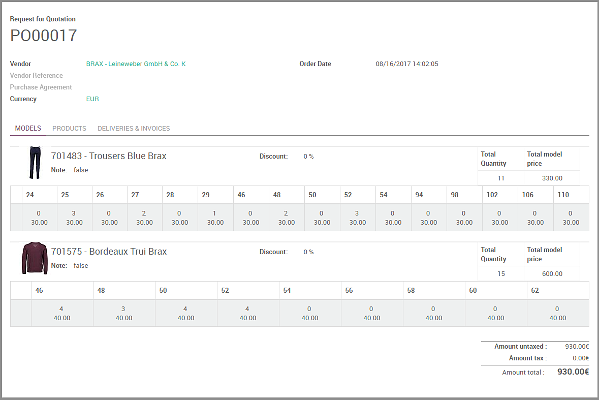 Request for Quotation
PO00017
Vendor BRAX - Leineweber GmbH & Co. K Order Date 08/16/2017 14:02:05
Vendor Reference
Purchase Agreement
Currency EUR
MODELS PRODUCTS DELIVERIES & INVOICES
701483 - Trousers Blue Brax Discount: 0 % Total Quantity Total model price
Note: false 11 330.00
24 25 26 27 28 29 46 48 50 52 54 94 98 102 106 110
0 3 0 2 0 1 0 2 0 3 0 0 0 0 0 0
30.00 30.00 30.00 30.00 30.00 30.00 30.00 30.00 30.00 30.00 30.00 30.00 30.00 30.00 30.00 30.00
701575 - Bordeaux Trui Brax Discount: 0 % Total Quantity Total model price
Note: false 15 600.00
46 48 50 52 54 56 58 60 62
4 3 4 4 0 0 0 0 0
40.00 40.00 40.00 40.00 40.00 40.00 40.00 40.00 40.00
Amount untaxed : 930.00€
Amount tax : 0.00€
Amount total : 930.00€